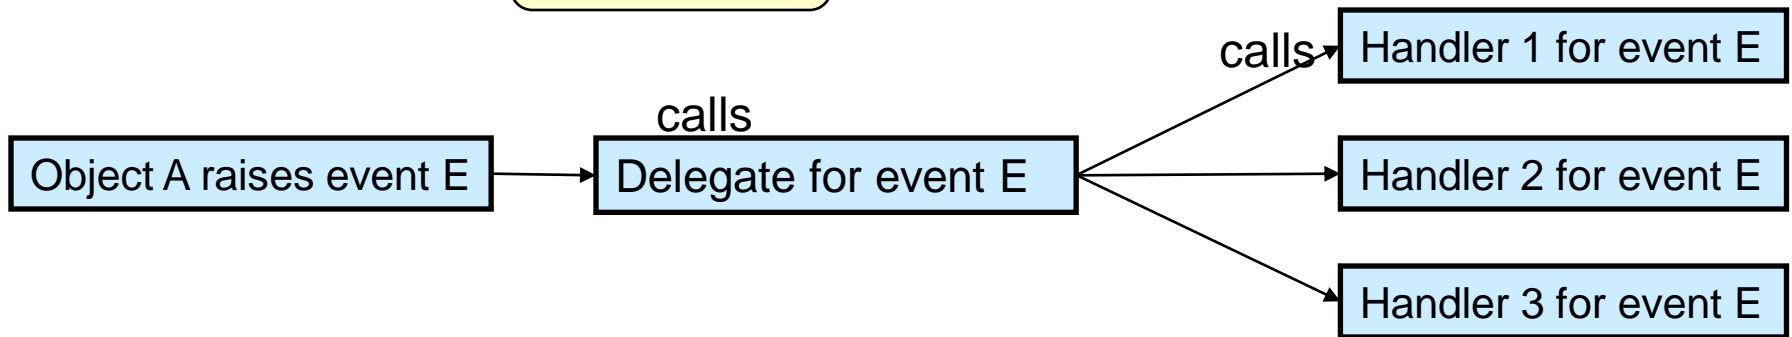 calls
Handler 1 for event E
calls
Object A raises event E
Delegate for event E
Handler 2 for event E
Handler 3 for event E